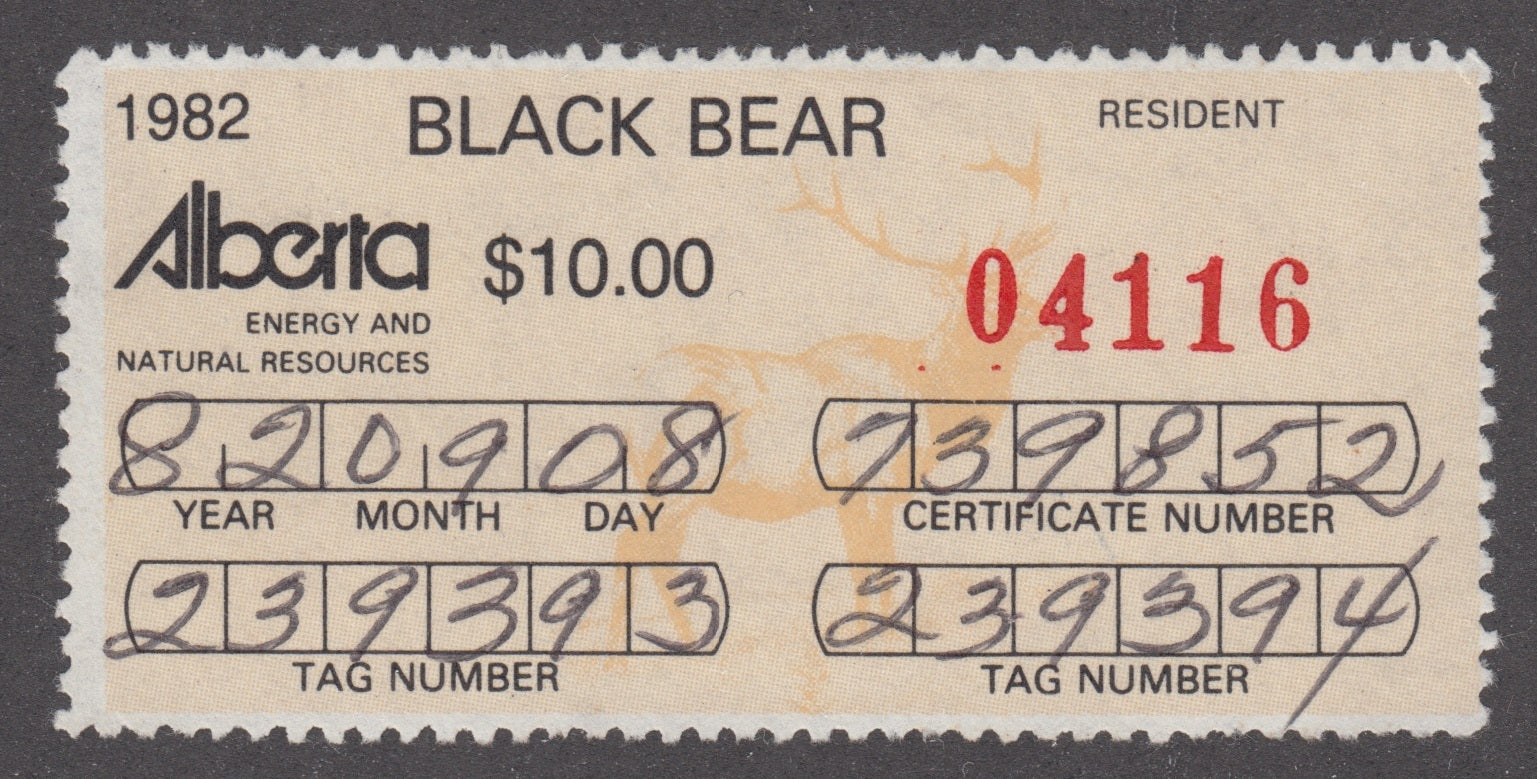 1982 BLACK BEAR RESIDENT
Alberta $10.00 04116
ENERGY AND
NATURAL RESOURCES
820908 739852
YEAR MONTH DAY CERTIFICATE NUMBER
239393 239394
TAG NUMBER TAG NUMBER